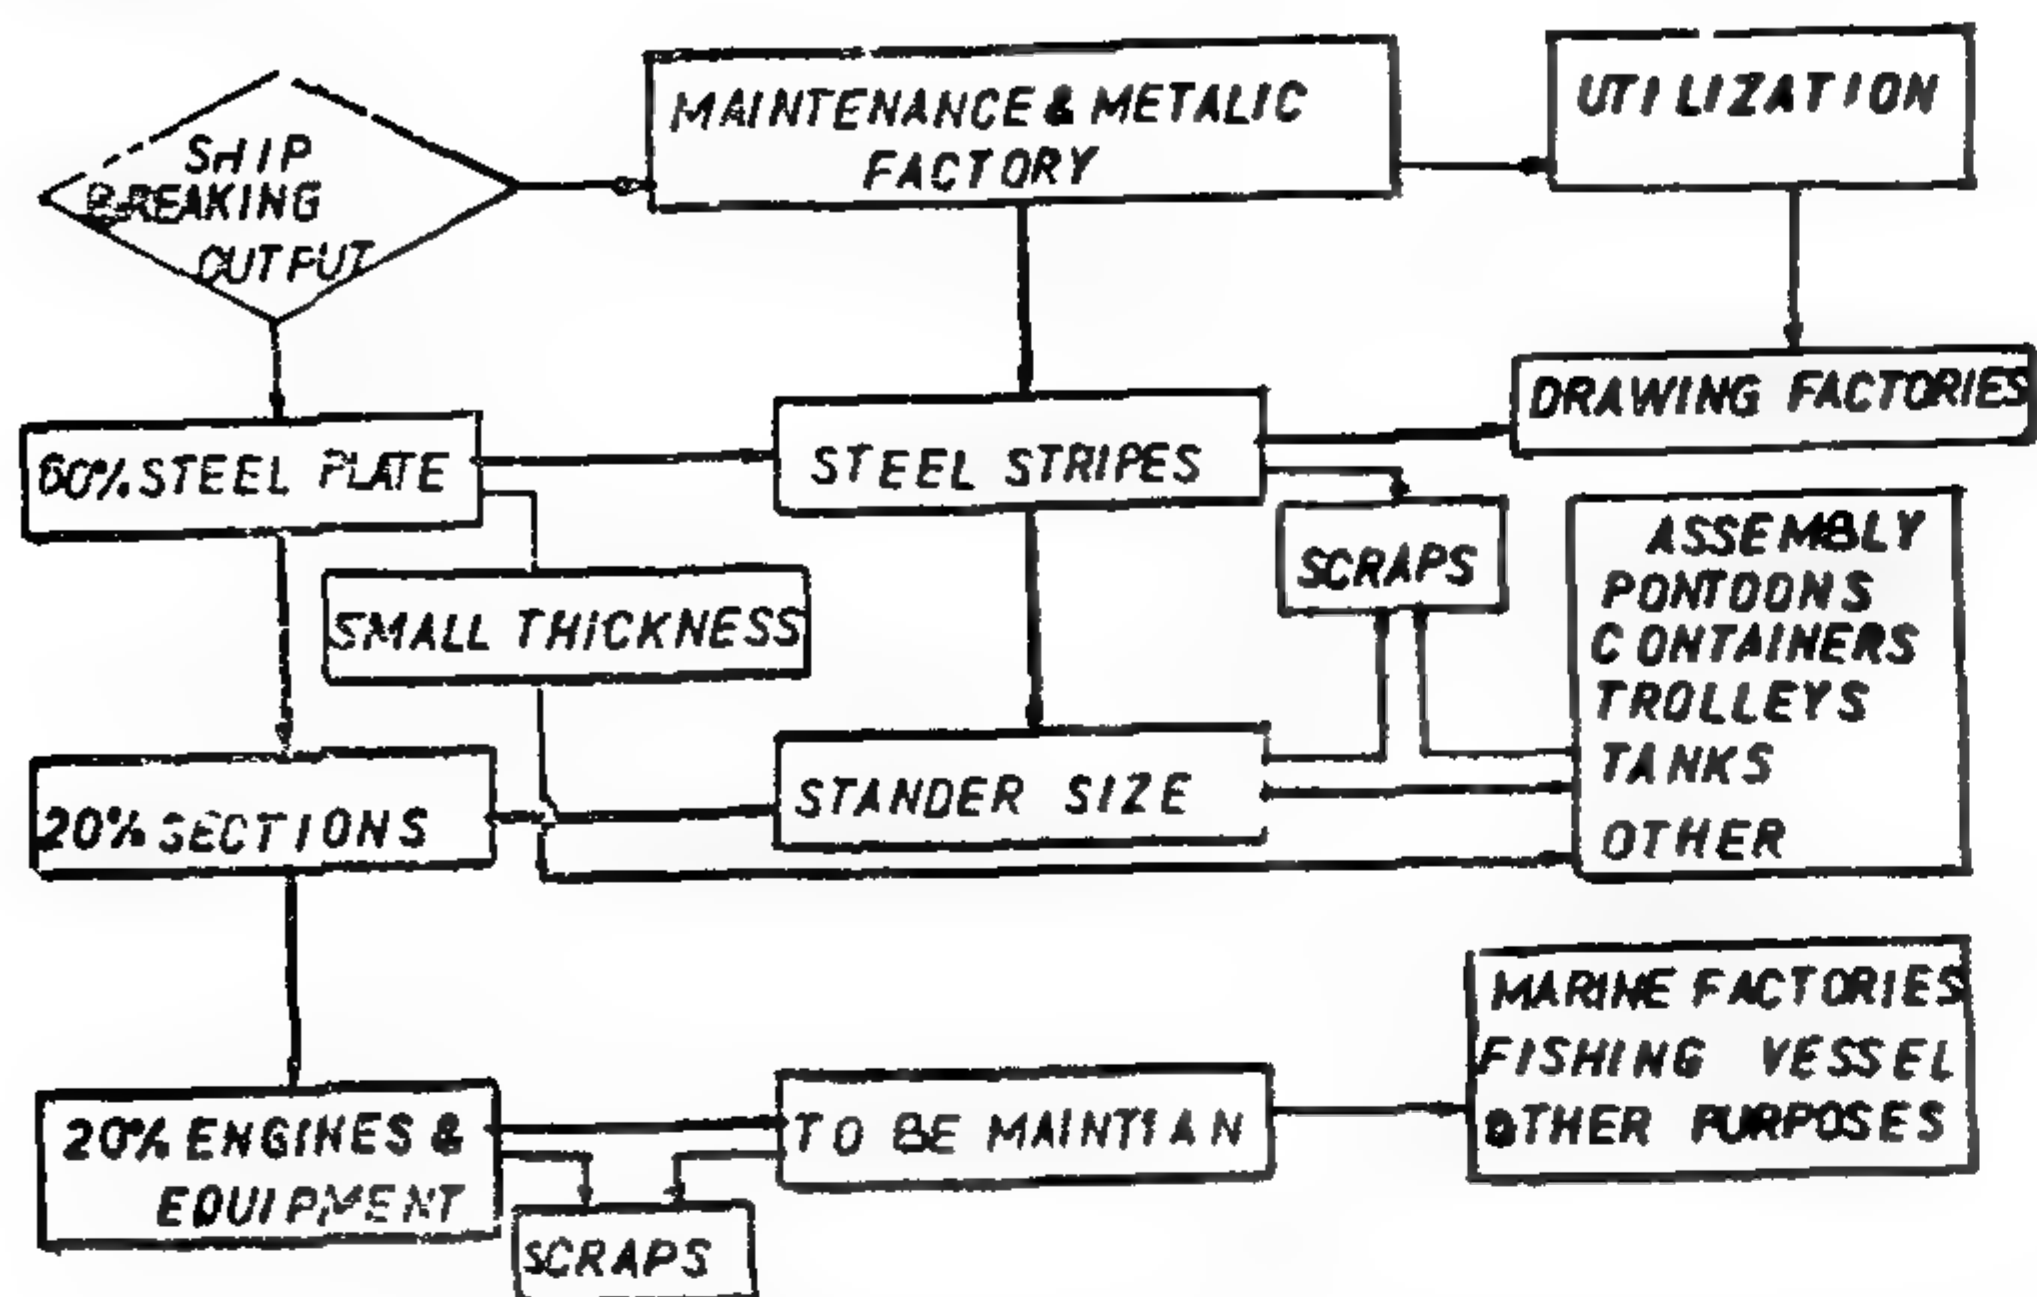 SHIP
BREAKING
OUTPUT
MAINTENANCE & METALIC
FACTORY
UTILIZATION
60% STEEL PLATE
STEEL STRIPES
DRAWING FACTORIES
SMALL THICKNESS
SCRAPS
ASSEMBLY
PONTOONS
CONTAINERS
TROLLEYS
TANKS
OTHER
20% SECTIONS
STANDER SIZE
20% ENGINES &
EQUIPMENT
TO BE MAINTIAN
SCRAPS
MARINE FACTORIES
FISHING VESSEL
OTHER PURPOSES